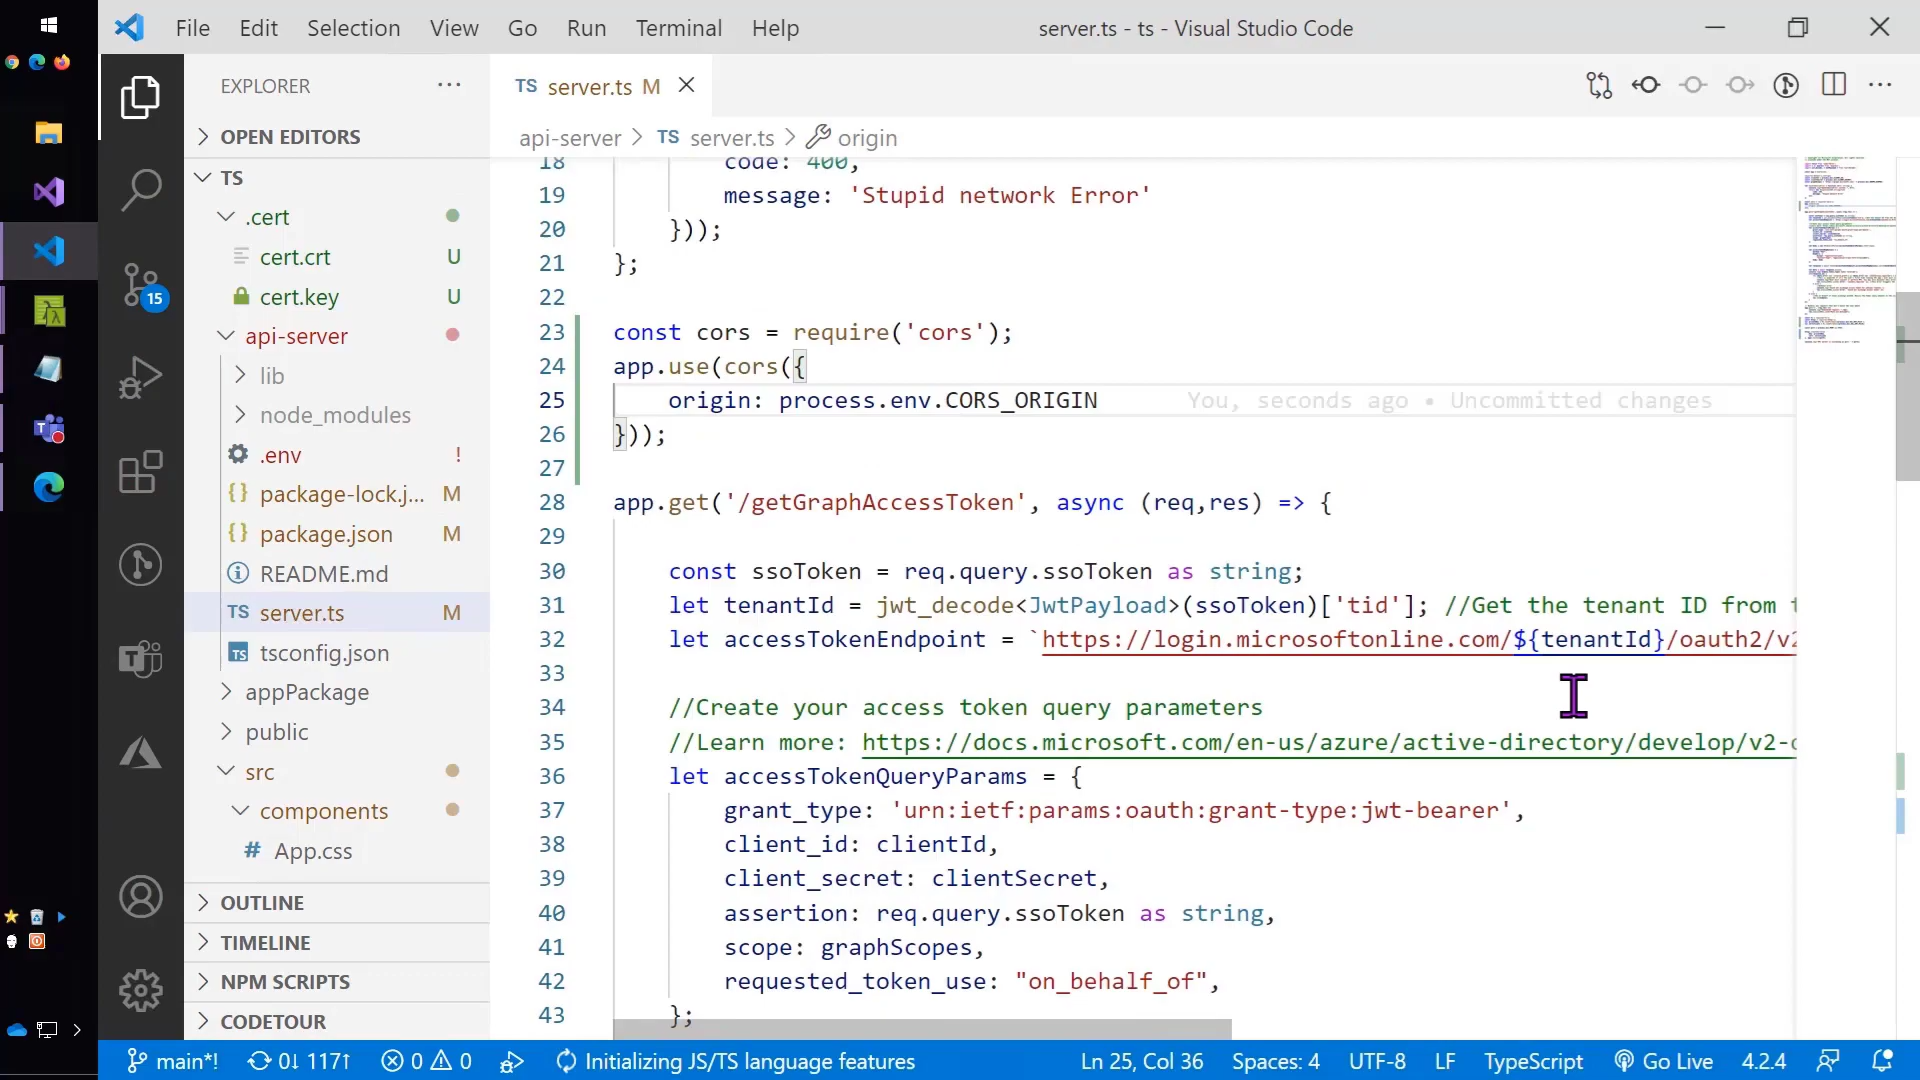 File Edit Selection View Go Run Terminal Help
server.ts - ts - Visual Studio Code
EXPLORER
OPEN EDITORS
TS
.cert
cert.crt U
cert.key U
api-server
lib
node_modules
.env !
package-lock.j... M
package.json M
README.md
TS server.ts M
TS tsconfig.json
appPackage
public
src
components
# App.css
OUTLINE
TIMELINE
NPM SCRIPTS
CODETOUR
15
TS server.ts M
api-server > TS server.ts > origin
18 code: 400,
19 message: 'Stupid network Error'
20 }));
21 };
22
23 const cors = require('cors');
24 app.use(cors({
25 origin: process.env.CORS_ORIGIN You, seconds ago • Uncommitted changes
26 }));
27
28 app.get('/getGraphAccessToken', async (req,res) => {
29
30 const ssoToken = req.query.ssoToken as string;
31 let tenantId = jwt_decode<JwtPayload>(ssoToken)['tid']; //Get the tenant ID from
32 let accessTokenEndpoint = `https://login.microsoftonline.com/${tenantId}/oauth2/v2
33
34 //Create your access token query parameters
35 //Learn more: https://docs.microsoft.com/en-us/azure/active-directory/develop/v2-
36 let accessTokenQueryParams = {
37 grant_type: 'urn:ietf:params:oauth:grant-type:jwt-bearer',
38 client_id: clientId,
39 client_secret: clientSecret,
40 assertion: req.query.ssoToken as string,
41 scope: graphScopes,
42 requested_token_use: "on_behalf_of",
43 };
main*! 0↓ 117↑ 0 0 Initializing JS/TS language features Ln 25, Col 36 Spaces: 4 UTF-8 LF TypeScript Go Live 4.2.4